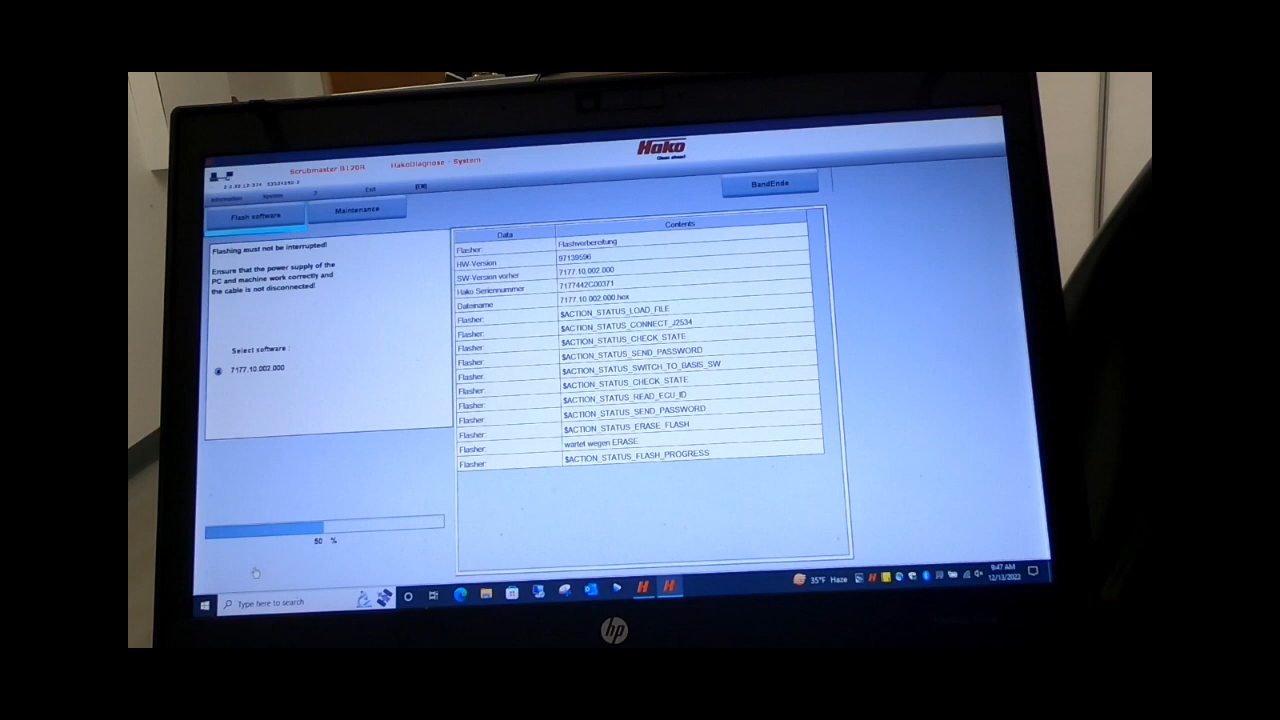 Hako
Clean ahead!
Scrubmaster B120R HakoDiagnose - System
Information System ? Exit
BandEnde
Flash software Maintenance
Flashing must not be interrupted!
Ensure that the power supply of the
PC and machine work correctly and
the cable is not disconnected!
Select software :
7177.10.002.000
50 %
Data Contents
Flasher: Flashvorbereitung
HW-Version 97139596
SW-Version vorher 7177.10.002.000
Hako Seriennummer 7177442C00371
Dateiname 7177.10.002.000.hex
Flasher: $ACTION_STATUS_LOAD_FILE
Flasher: $ACTION_STATUS_CONNECT_J2534
Flasher: $ACTION_STATUS_CHECK_STATE
Flasher: $ACTION_STATUS_SEND_PASSWORD
Flasher: $ACTION_STATUS_SWITCH_TO_BASIS_SW
Flasher: $ACTION_STATUS_CHECK_STATE
Flasher: $ACTION_STATUS_READ_ECU_ID
Flasher: $ACTION_STATUS_SEND_PASSWORD
Flasher: $ACTION_STATUS_ERASE_FLASH
Flasher: wartet wegen ERASE
Flasher: $ACTION_STATUS_FLASH_PROGRESS
Type here to search
35°F Haze
9:47 AM
12/13/2022
hp